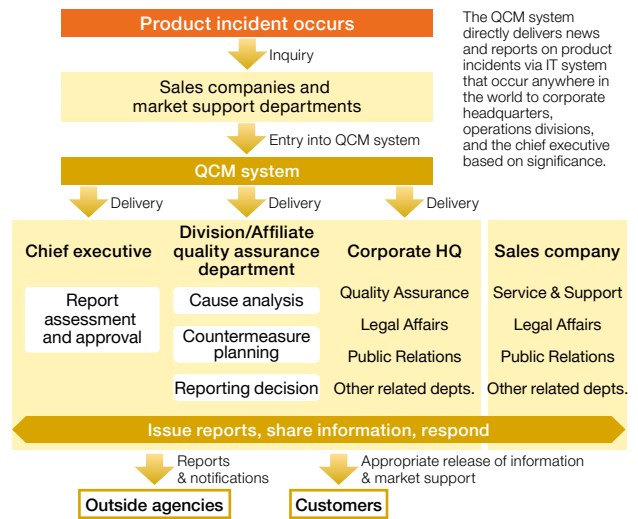 Product incident occurs
Inquiry
Sales companies and
market support departments
Entry into QCM system
QCM system
Delivery
Delivery
Delivery
The QCM system
directly delivers news
and reports on product
incidents via IT system
that occur anywhere in
the world to corporate
headquarters,
operations divisions,
and the chief executive
based on significance.
Chief executive
Report
assessment
and approval
Division/Affiliate
quality assurance
department
Cause analysis
Countermeasure
planning
Reporting decision
Corporate HQ
Quality Assurance
Legal Affairs
Public Relations
Other related depts.
Sales company
Service & Support
Legal Affairs
Public Relations
Other related depts.
Issue reports, share information, respond
Reports
& notifications
Outside agencies
Appropriate release of information
& market support
Customers